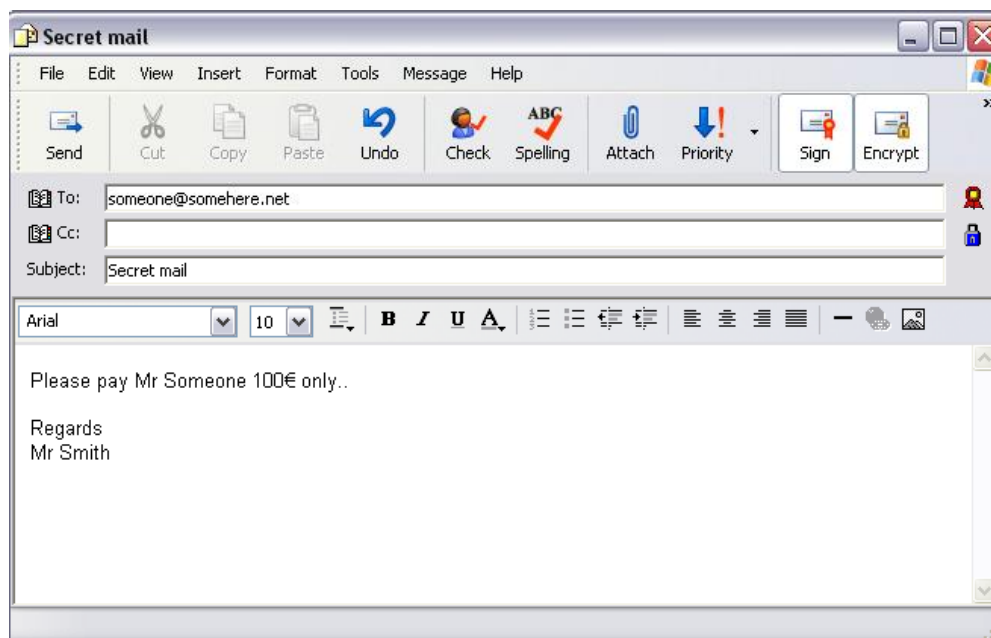 Secret mail
File Edit View Insert Format Tools Message Help
ABC
Send Cut Copy Paste Undo Check Spelling Attach Priority Sign Encrypt
To: someone@somehere.net
Cc:
Subject: Secret mail
Arial 10 B I U A
Please pay Mr Someone 100€ only..
Regards
Mr Smith